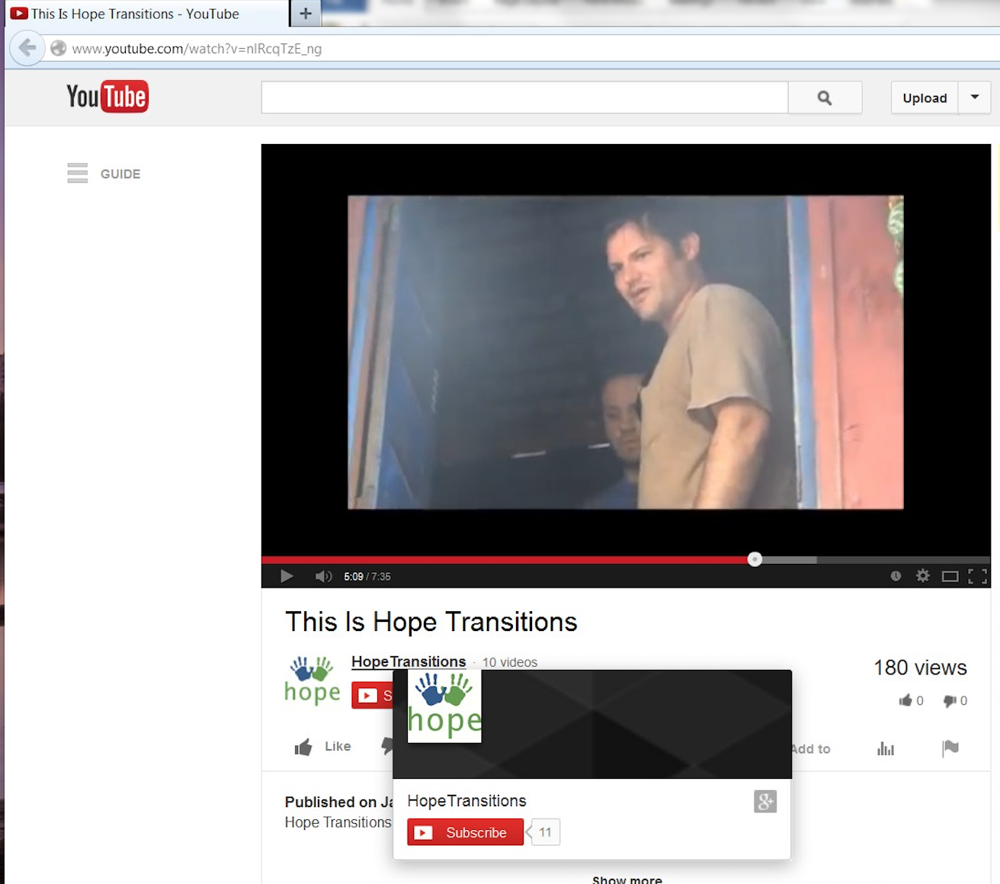 This Is Hope Transitions - YouTube
www.youtube.com/watch?v=nlRcqTzE_ng
YouTube
Upload
GUIDE
5:09 / 7:35
This Is Hope Transitions
hope
HopeTransitions · 10 videos
180 views
S
0 0
hope
Like
Add to
Published on Ja
HopeTransitions
g+
Hope Transitions
Subscribe 11
Show more